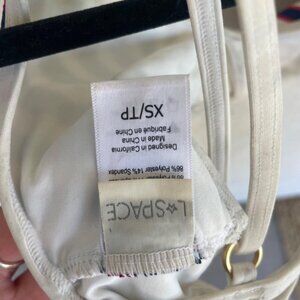 L☆SPACE
86% Polyester 14% Spandex
Designed in California
Made in China
Fabriqué en Chine
XS/TP